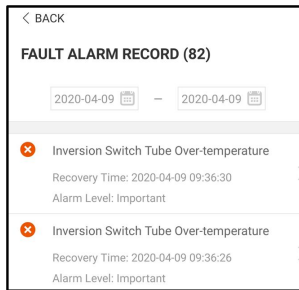 < BACK
FAULT ALARM RECORD (82)
2020-04-09 – 2020-04-09
Inversion Switch Tube Over-temperature
Recovery Time: 2020-04-09 09:36:30
Alarm Level: Important
Inversion Switch Tube Over-temperature
Recovery Time: 2020-04-09 09:36:26
Alarm Level: Important